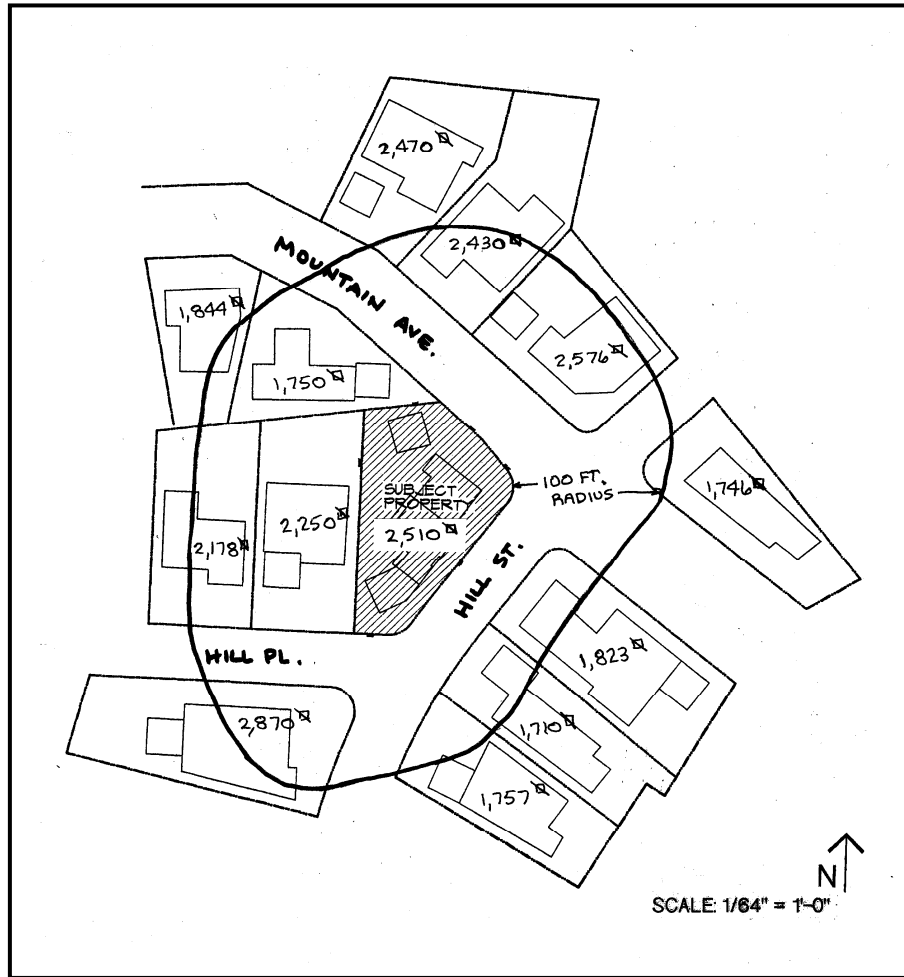 2,470 ⌧
2,430 ⌧
MOUNTAIN AVE.
1,844 ⌧
2,576 ⌧
1,750 ⌧
100 FT.
RADIUS
1,746 ⌧
SUBJECT
PROPERTY
2,510 ⌧
2,250 ⌧
2,178 ⌧
HILL ST.
HILL PL.
1,823 ⌧
2,870 ⌧
1,710 ⌧
1,757 ⌧
N
SCALE: 1/64" = 1'-0"